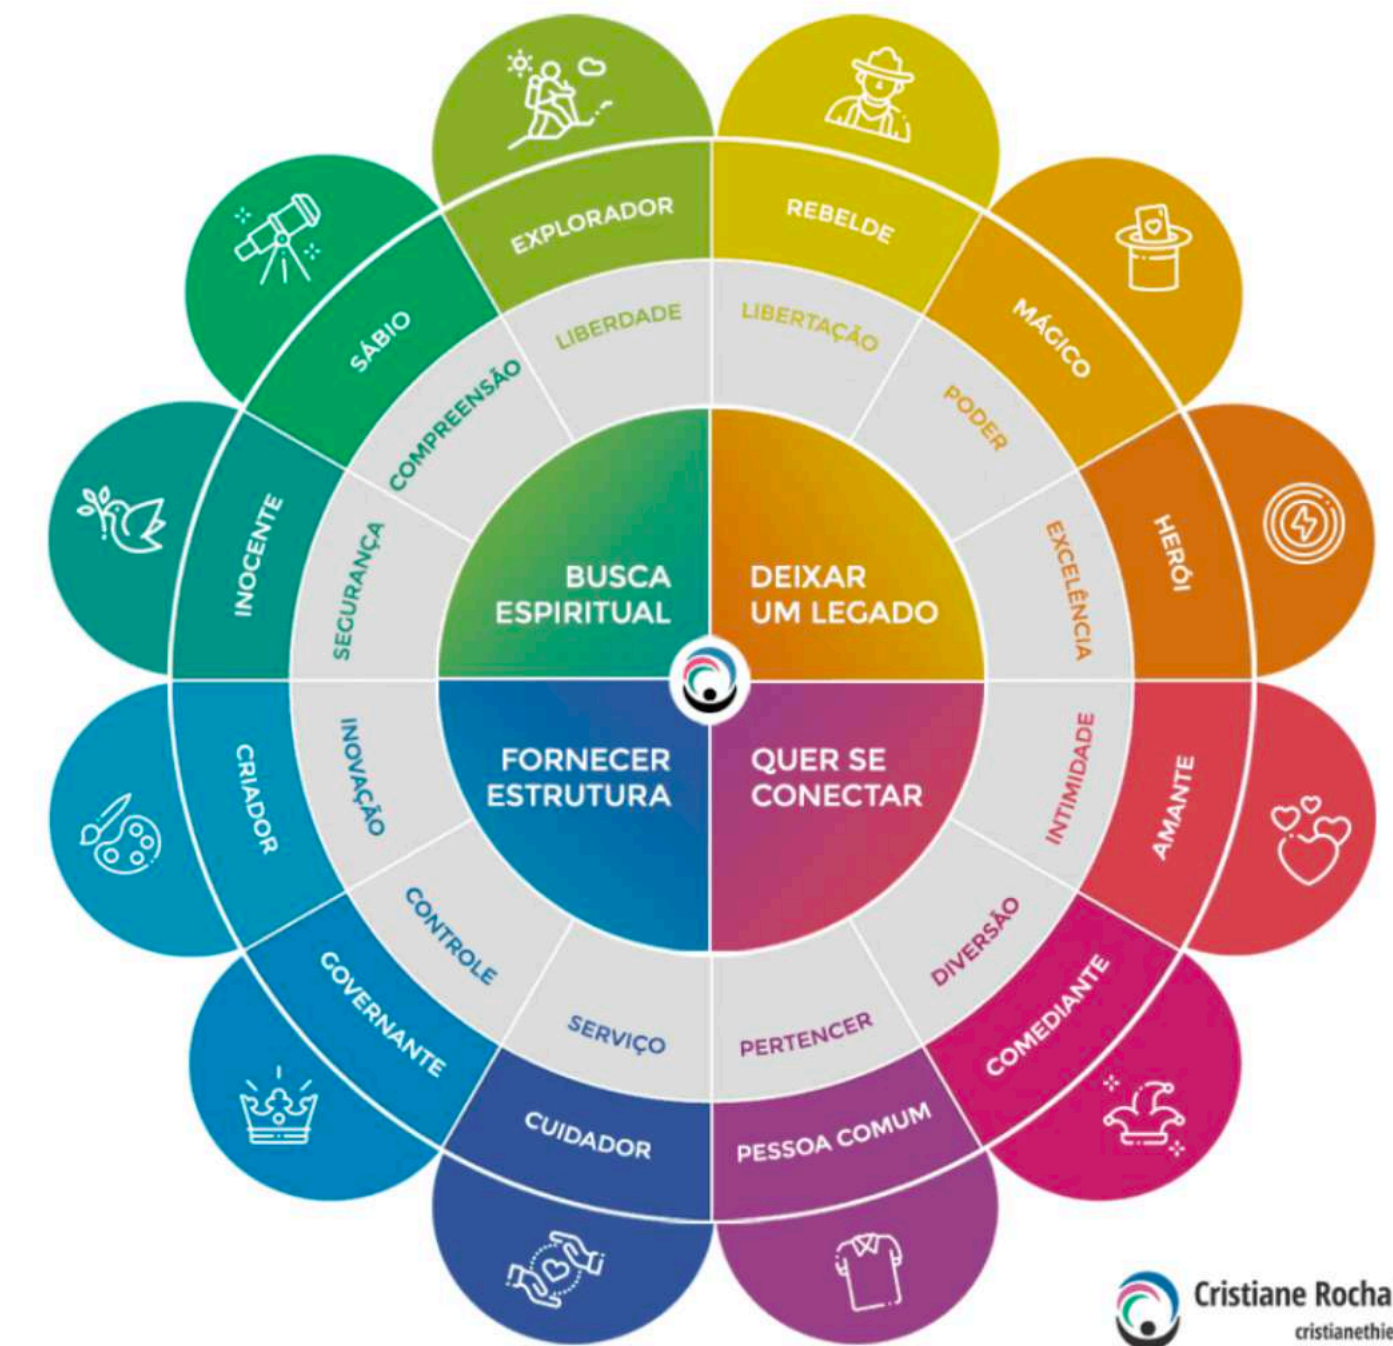 EXPLORADOR
REBELDE
MÁGICO
HERÓI
AMANTE
COMEDIANTE
PESSOA COMUM
CUIDADOR
GOVERNANTE
CRIADOR
INOCENTE
SÁBIO
LIBERDADE
LIBERTAÇÃO
PODER
EXCELÊNCIA
INTIMIDADE
DIVERSÃO
PERTENCER
SERVIÇO
CONTROLE
INOVAÇÃO
SEGURANÇA
COMPREENSÃO
BUSCA
ESPIRITUAL
DEIXAR
UM LEGADO
FORNECER
ESTRUTURA
QUER SE
CONECTAR
Cristiane Rocha
cristianethie